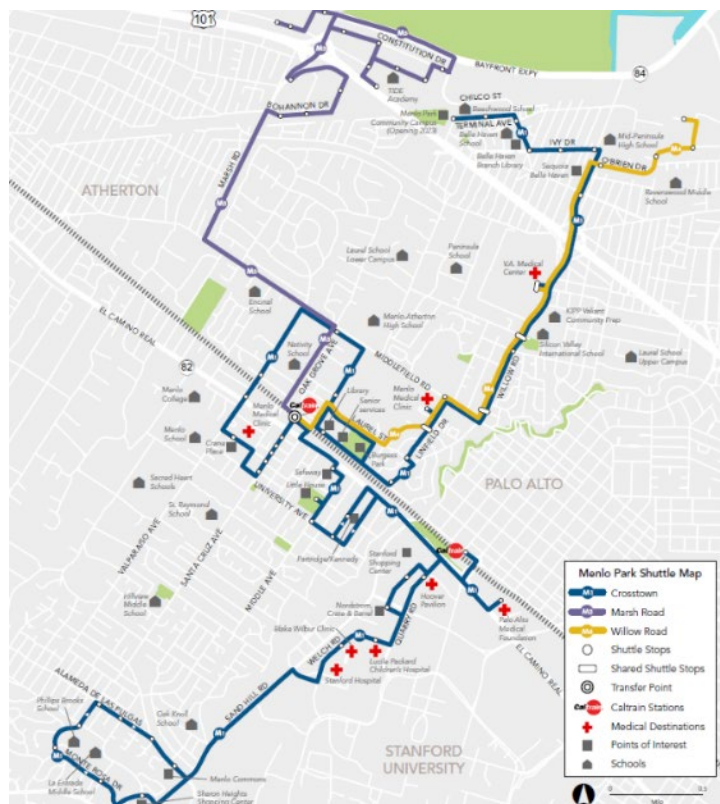 101
M3
CONSTITUTION DR
BAYFRONT EXPY
84
TIDE
Academy
CHILCO ST
Beechwood School
BOHANNON DR
Menlo Park
Community Campus
(Opening 2023)
TERMINAL AVE
Belle Haven
School
IVY DR
Mid-Peninsula
High School
Belle Haven
Branch Library
O'BRIEN DR
Sequoia
Belle Haven
Ravenswood Middle
School
MARSH RD
ATHERTON
Laurel School
Lower Campus
Peninsula
School
V.A. Medical
Center
Encinal
School
EL CAMINO REAL
Menlo-Atherton
High School
KIPP Valiant
Community Prep
82
Nativity
School
OAK GROVE AVE
MIDDLEFIELD RD
WILLOW RD
Silicon Valley
International School
Laurel School
Upper Campus
Menlo
College
Menlo
Medical
Clinic
Caltrain
Library
Senior
services
Menlo
Medical Clinic
LAUREL ST
LINFIELD DR
Menlo
School
Crane
Place
Burgess
Park
Safeway
Little House
Sacred Heart
Schools
UNIVERSITY AVE
PALO ALTO
St. Raymond
School
VALPARAISO AVE
SANTA CRUZ AVE
MIDDLE AVE
Partridge/Kennedy
Stanford
Shopping
Center
Caltrain
Hillview
Middle
School
Nordstrom
Crate & Barrel
Hoover
Pavilion
Palo Alto
Medical
Foundation
EL CAMINO REAL
QUARRY RD
WELCH RD
Blake Wilbur Clinic
Lucile Packard
Children's Hospital
Stanford Hospital
SAND HILL RD
ALAMEDA DE LAS PULGAS
Phillips Brooks
School
Oak Knoll
School
MONTE ROSA DR
La Entrada
Middle School
Menlo Commons
Sharon Heights
Shopping Center
STANFORD
UNIVERSITY
Menlo Park Shuttle Map
Crosstown
Marsh Road
Willow Road
Shuttle Stops
Shared Shuttle Stops
Transfer Point
Caltrain Stations
Medical Destinations
Points of Interest
Schools
0
0.5